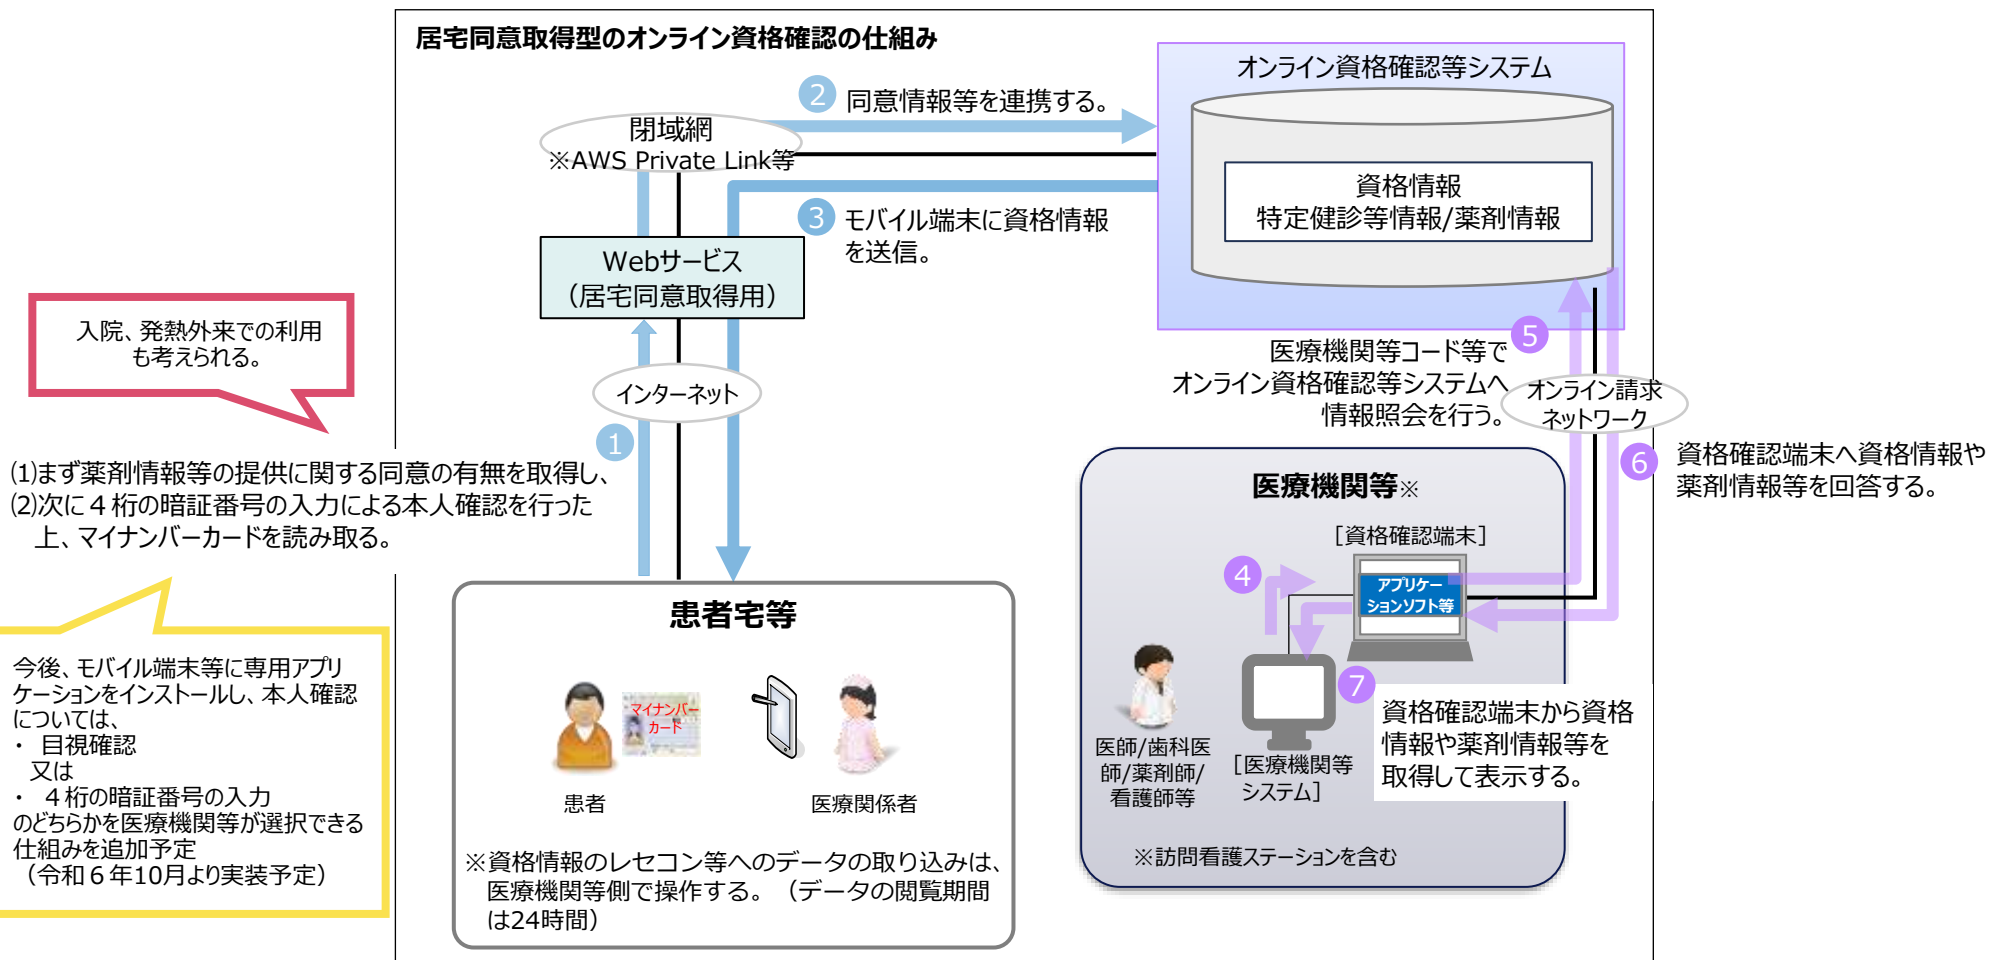 居宅同意取得型のオンライン資格確認の仕組み
オンライン資格確認等システム
2
同意情報等を連携する。
閉域網
※AWS Private Link等
資格情報
特定健診等情報/薬剤情報
3
モバイル端末に資格情報
を送信。
Webサービス
（居宅同意取得用）
入院、発熱外来での利用
も考えられる。
5
医療機関等コード等で
オンライン資格確認等システムへ
情報照会を行う。
オンライン請求
ネットワーク
インターネット
1
⑴まず薬剤情報等の提供に関する同意の有無を取得し、
⑵次に４桁の暗証番号の入力による本人確認を行った
上、マイナンバーカードを読み取る。
6
資格確認端末へ資格情報や
薬剤情報等を回答する。
医療機関等※
［資格確認端末］
4
アプリケー
ションソフト等
患者宅等
今後、モバイル端末等に専用アプリ
ケーションをインストールし、本人確認
については、
・ 目視確認
又は
・ ４桁の暗証番号の入力
のどちらかを医療機関等が選択できる
仕組みを追加予定
（令和６年10月より実装予定）
マイナンバー
カード
患者
医療関係者
7
資格確認端末から資格
情報や薬剤情報等を
取得して表示する。
医師/歯科医
師/薬剤師/
看護師等
［医療機関等
システム］
※訪問看護ステーションを含む
※資格情報のレセコン等へのデータの取り込みは、
医療機関等側で操作する。（データの閲覧期間
は24時間）